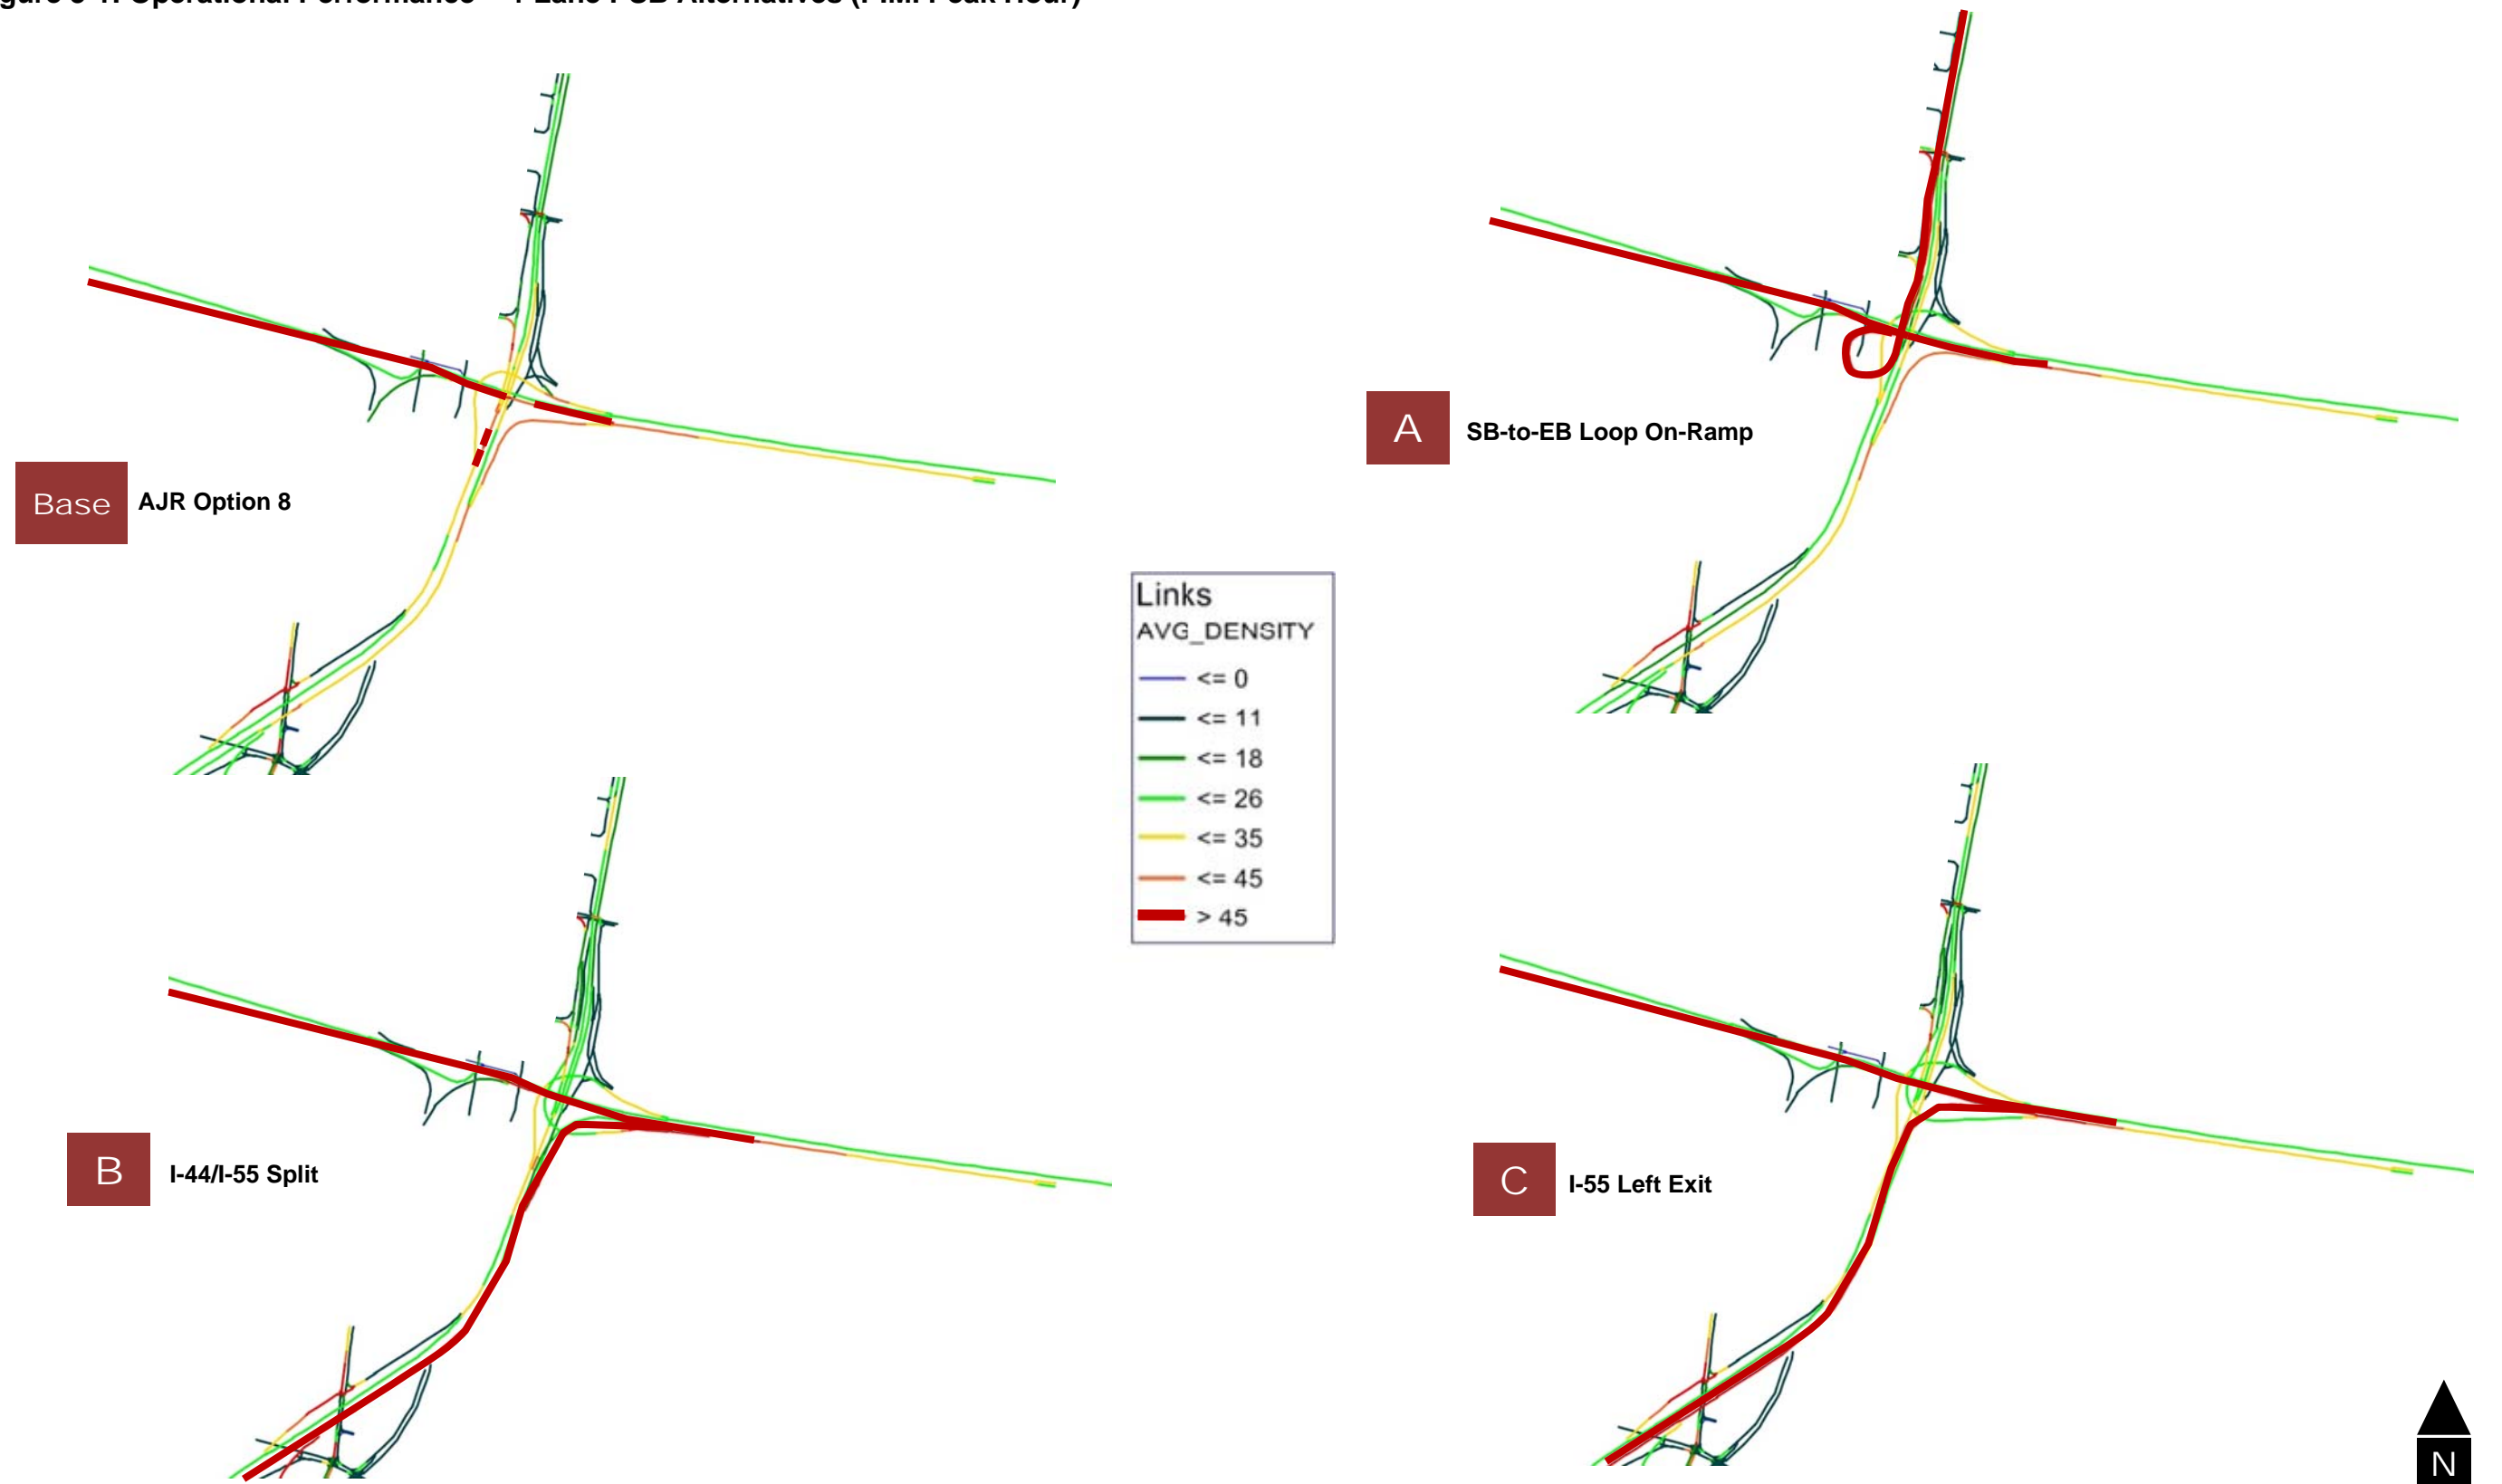 Base
AJR Option 8
A
SB-to-EB Loop On-Ramp
Links
AVG_DENSITY
<= 0
<= 11
<= 18
<= 26
<= 35
<= 45
> 45
B
I-44/I-55 Split
C
I-55 Left Exit
N